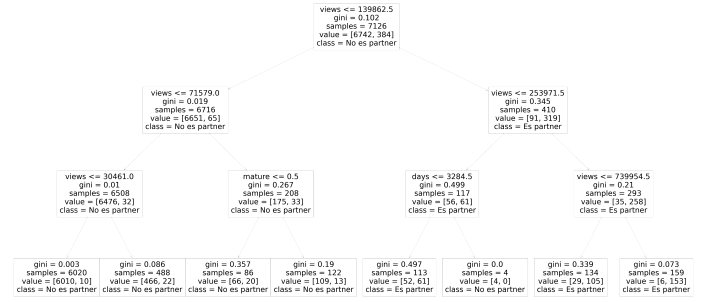 views <= 139862.5
gini = 0.102
samples = 7126
value = [6742, 384]
class = No es partner
views <= 71579.0
gini = 0.019
samples = 6716
value = [6651, 65]
class = No es partner
views <= 253971.5
gini = 0.345
samples = 410
value = [91, 319]
class = Es partner
views <= 30461.0
gini = 0.01
samples = 6508
value = [6476, 32]
class = No es partner
mature <= 0.5
gini = 0.267
samples = 208
value = [175, 33]
class = No es partner
days <= 3284.5
gini = 0.499
samples = 117
value = [56, 61]
class = Es partner
views <= 739954.5
gini = 0.21
samples = 293
value = [35, 258]
class = Es partner
gini = 0.003
samples = 6020
value = [6010, 10]
class = No es partner
gini = 0.086
samples = 488
value = [466, 22]
class = No es partner
gini = 0.357
samples = 86
value = [66, 20]
class = No es partner
gini = 0.19
samples = 122
value = [109, 13]
class = No es partner
gini = 0.497
samples = 113
value = [52, 61]
class = Es partner
gini = 0.0
samples = 4
value = [4, 0]
class = No es partner
gini = 0.339
samples = 134
value = [29, 105]
class = Es partner
gini = 0.073
samples = 159
value = [6, 153]
class = Es partner